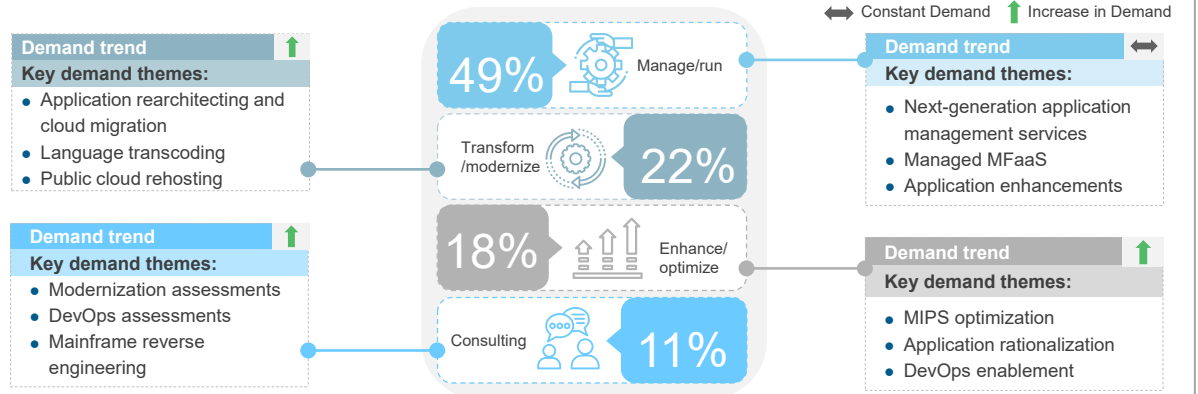 Constant Demand
Increase in Demand
Demand trend
Key demand themes:
Application rearchitecting and
cloud migration
Language transcoding
Public cloud rehosting
Demand trend
Key demand themes:
Modernization assessments
DevOps assessments
Mainframe reverse
engineering
49%
Manage/run
Transform
/modernize
22%
18%
Enhance/
optimize
Consulting
11%
Demand trend
Key demand themes:
Next-generation application
management services
Managed MFaaS
Application enhancements
Demand trend
Key demand themes:
MIPS optimization
Application rationalization
DevOps enablement